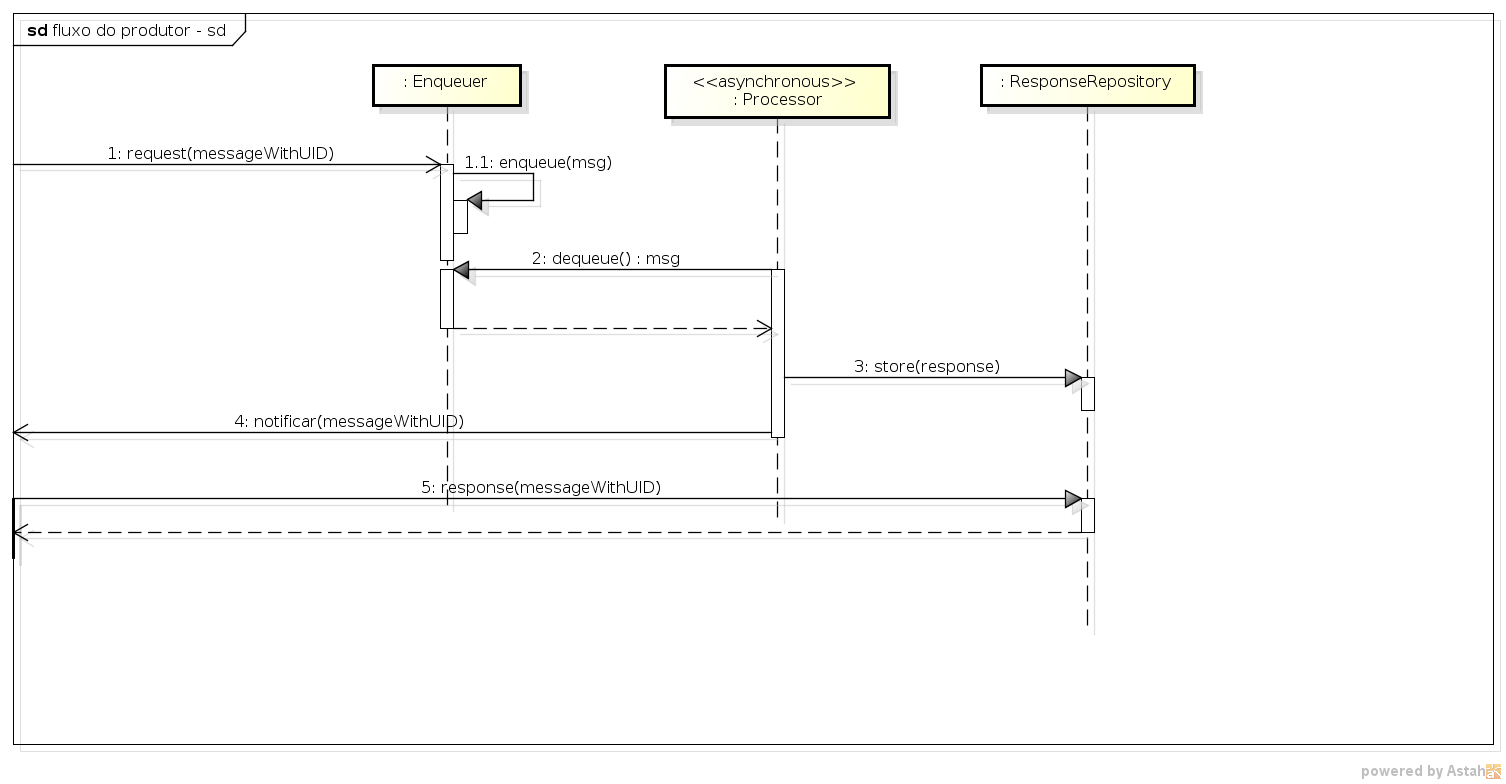 sd fluxo do produtor - sd
: Enqueuer
<<asynchronous>>
: Processor
: ResponseRepository
1: request(messageWithUID)
1.1: enqueue(msg)
2: dequeue() : msg
3: store(response)
4: notificar(messageWithUID)
5: response(messageWithUID)
powered by Astah